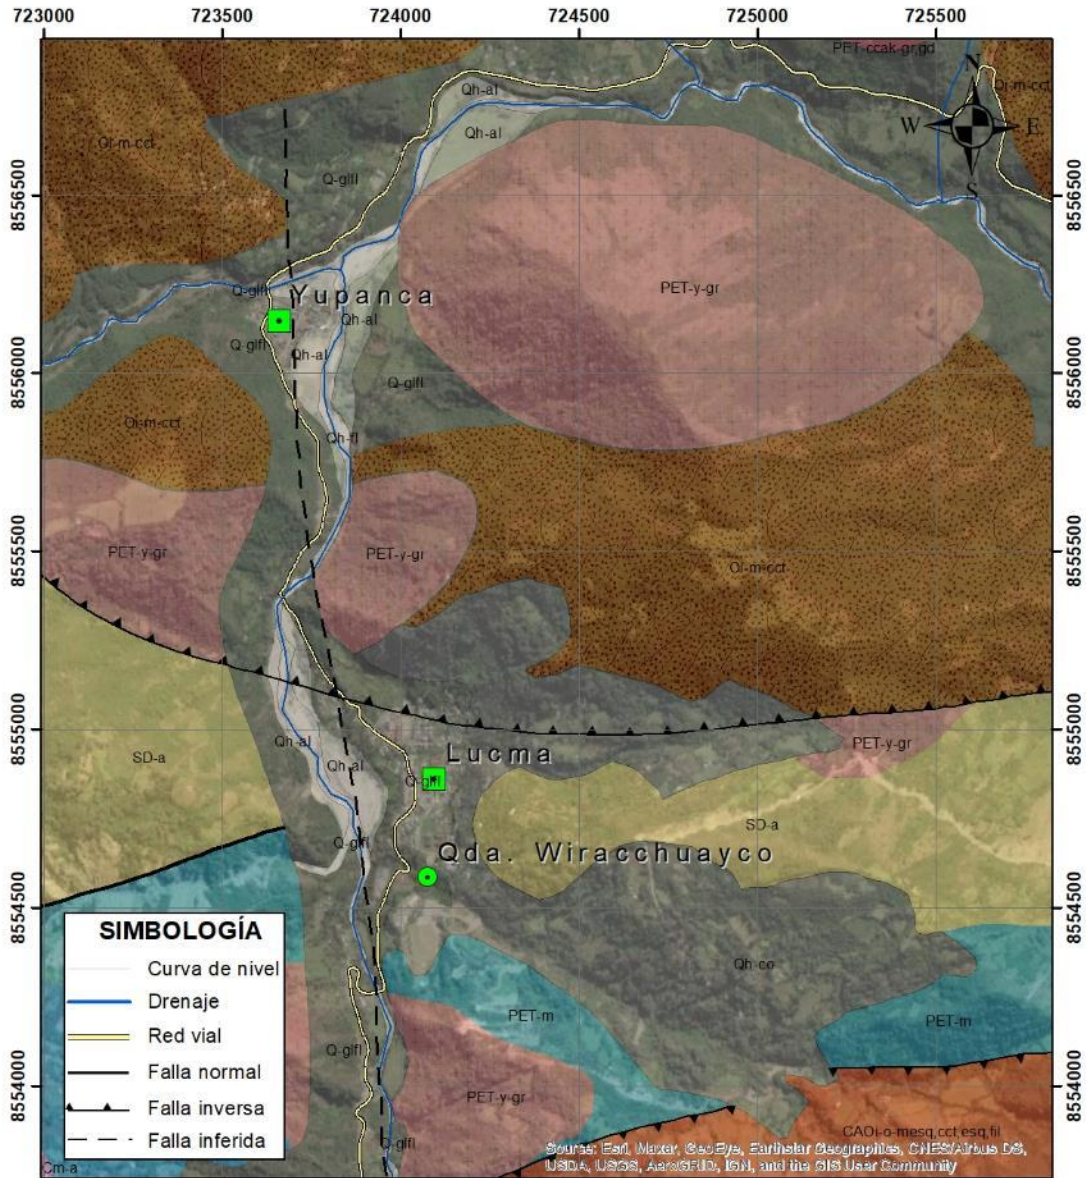 723000 723500 724000 724500 725000 725500
PET-ccak-gr,gd
N
W E
S
Qh-al
Oi-m-cct
Qh-al
Oi-m-cct
Q-glfl
8556500 8556500
PET-y-gr
Q-glfl
Yupanca
Qh-al
Q-glfl
Qh-al
8556000 8556000
Q-glfl
Oi-m-cct
Qh-fl
PET-y-gr
PET-y-gr
8555500 8555500
Oi-m-cct
8555000 8555000
Qh-al
PET-y-gr
SD-a
Lucma
Qh-al
Q-glfl
SD-a
Q-glfl
Qda. Wiracchuayco
8554500 8554500
SIMBOLOGÍA
Curva de nivel
Drenaje
Red vial
Falla normal
Falla inversa
Falla inferida
Qh-co
PET-m
PET-m
Q-glfl
8554000 8554000
PET-y-gr
CAOi-o-mesq,cct,esq,fil
Q-glfl
Cm-a
Source: Esri, Maxar, GeoEye, Earthstar Geographics, CNES/Airbus DS,
USDA, USGS, AeroGRID, IGN, and the GIS User Community